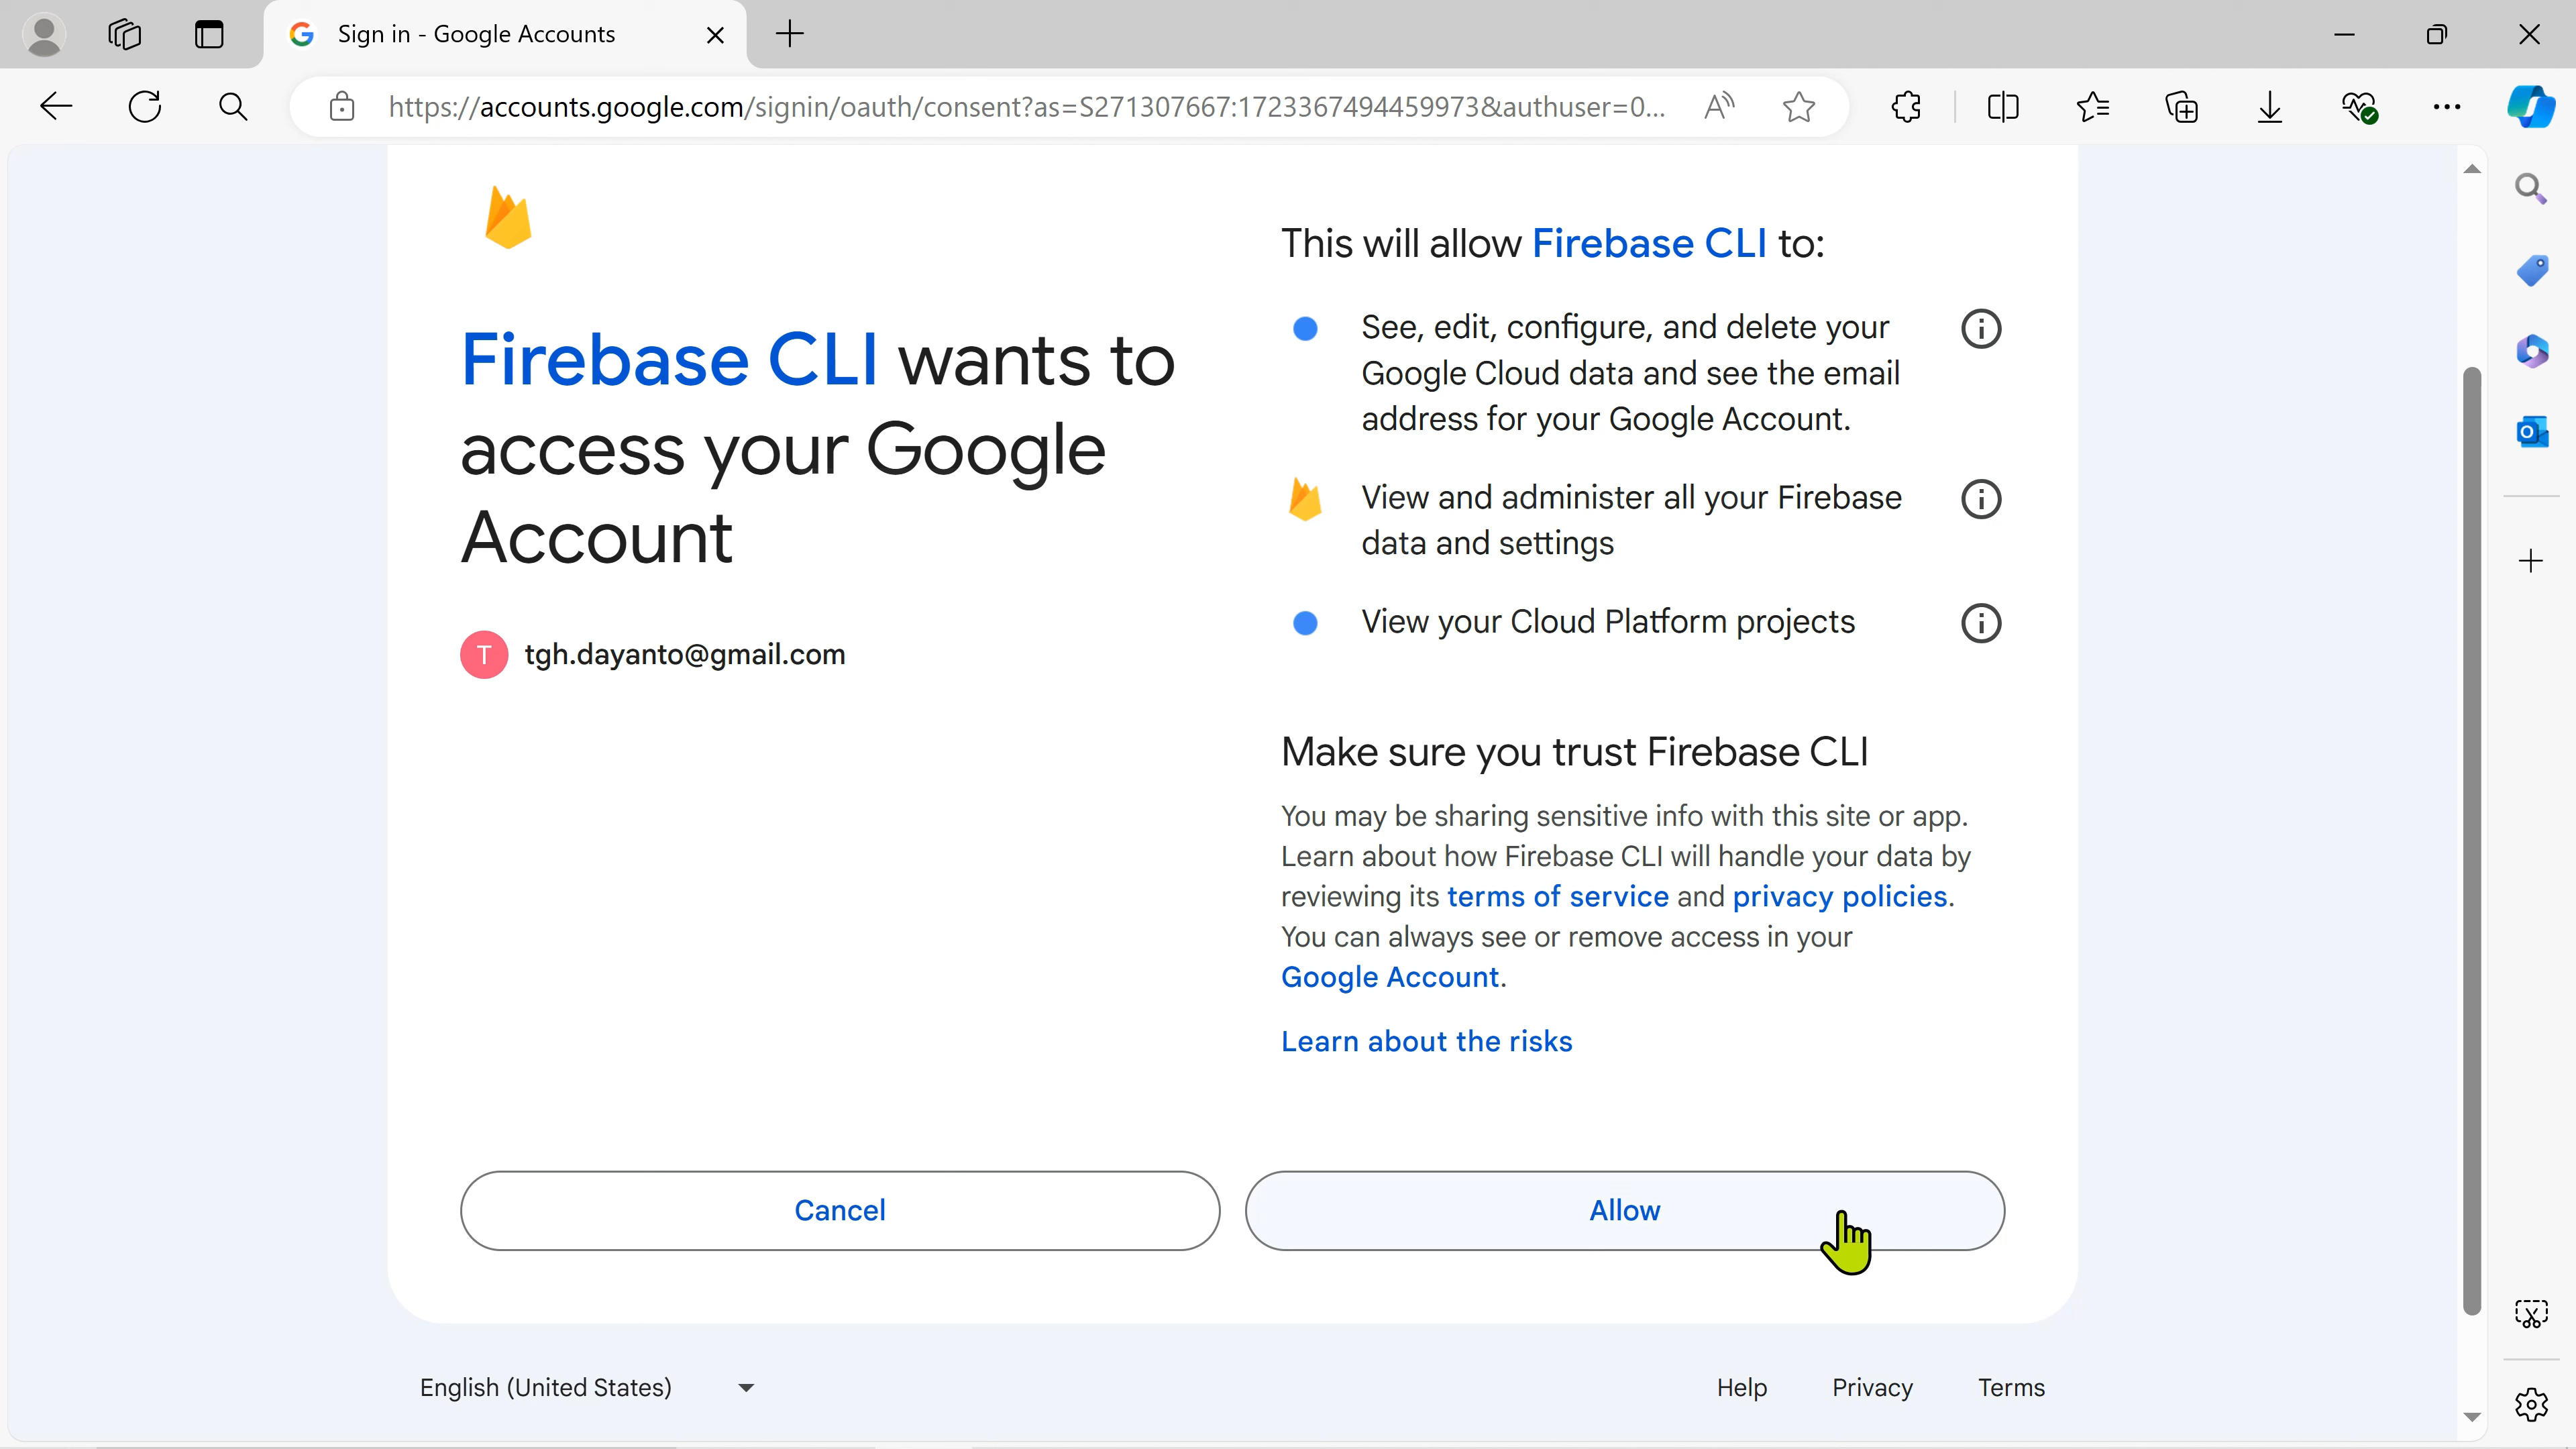 Sign in - Google Accounts
https://accounts.google.com/signin/oauth/consent?as=S271307667:1723367494459973&authuser=0...
Firebase CLI wants to
access your Google
Account
T tgh.dayanto@gmail.com
This will allow Firebase CLI to:
See, edit, configure, and delete your
Google Cloud data and see the email
address for your Google Account.
View and administer all your Firebase
data and settings
View your Cloud Platform projects
Make sure you trust Firebase CLI
You may be sharing sensitive info with this site or app.
Learn about how Firebase CLI will handle your data by
reviewing its terms of service and privacy policies.
You can always see or remove access in your
Google Account.
Learn about the risks
Cancel
Allow
English (United States)
Help Privacy Terms